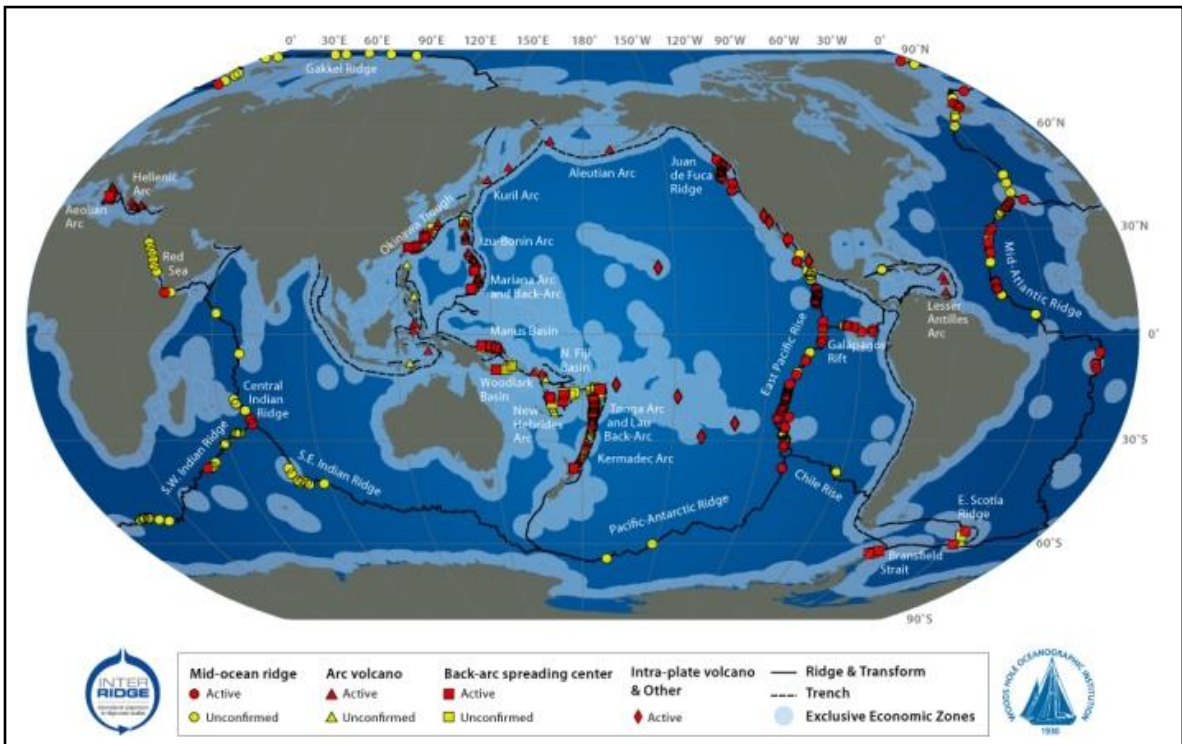 0° 30°E 60°E 90°E 120°E 150°E 180° 150°W 120°W 90°W 60°W 30°W 0°
90°N
Gakkel Ridge
60°N
Hellenic
Arc
Aeolian
Arc
Aleutian Arc
Juan
de Fuca
Ridge
Kuril Arc
Okinawa Trough
30°N
Red
Sea
Izu-Bonin Arc
Mariana Arc
and Back-Arc
Mid-Atlantic Ridge
Lesser
Antilles
Arc
Manus Basin
0°
N. Fiji
Basin
East Pacific Rise
Galapagos
Rift
Central
Indian
Ridge
Woodlark
Basin
New
Hebrides
Arc
Tonga Arc
and Lau
Back-Arc
30°S
S.W. Indian Ridge
S.E. Indian Ridge
Kermadec Arc
Chile Rise
Pacific-Antarctic Ridge
E. Scotia
Ridge
60°S
Bransfield
Strait
90°S
INTER
RIDGE
Mid-ocean ridge
Active
Unconfirmed
Arc volcano
Active
Unconfirmed
Back-arc spreading center
Active
Unconfirmed
Intra-plate volcano
& Other
Active
Ridge & Transform
Trench
Exclusive Economic Zones
WOODS HOLE OCEANOGRAPHIC INSTITUTION
1930